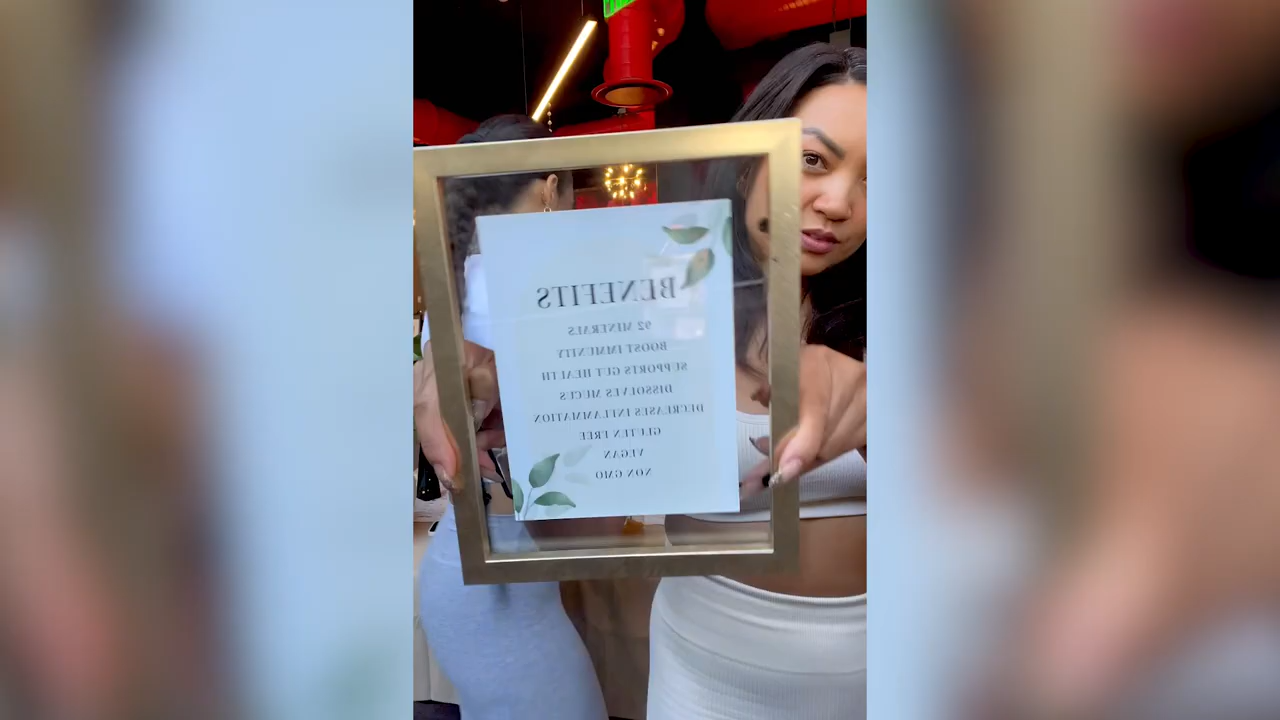 BENEFITS
92 MINERALS
BOOST IMMUNITY
SUPPORTS GUT HEALTH
DISSOLVES MUCUS
DECREASES INFLAMMATION
GLUTEN FREE
VEGAN
NON GMO